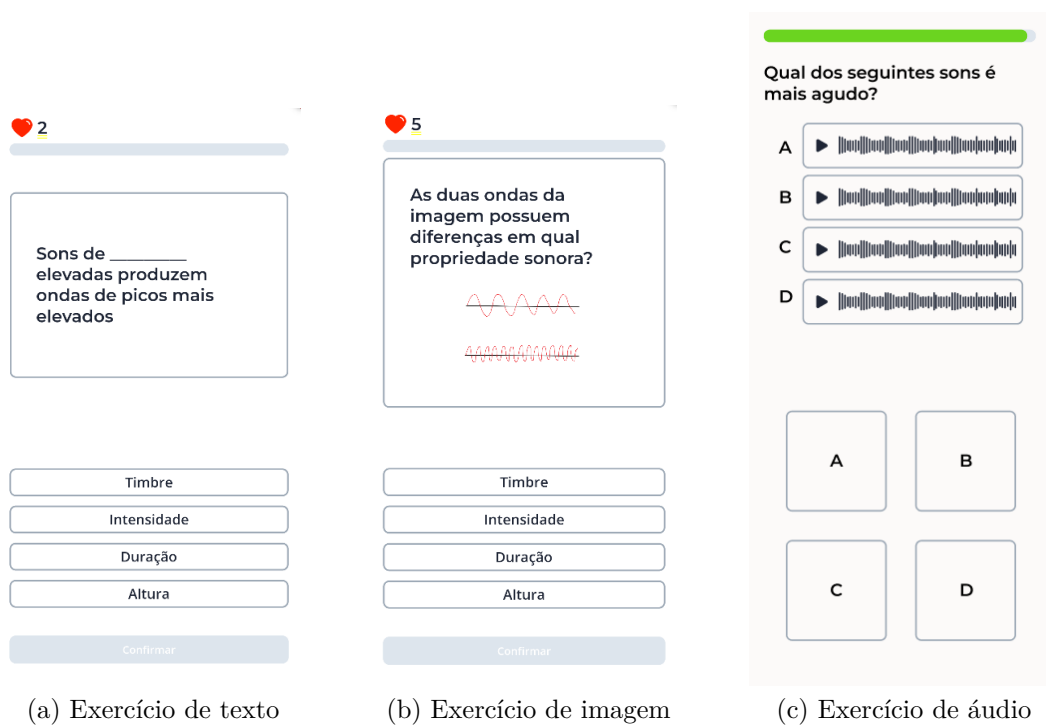 2
Sons de _________
elevadas produzem
ondas de picos mais
elevados
Timbre
Intensidade
Duração
Altura
Confirmar
(a) Exercício de texto
5
As duas ondas da
imagem possuem
diferenças em qual
propriedade sonora?
Timbre
Intensidade
Duração
Altura
Confirmar
(b) Exercício de imagem
Qual dos seguintes sons é
mais agudo?
A
B
C
D
A B
C D
(c) Exercício de áudio